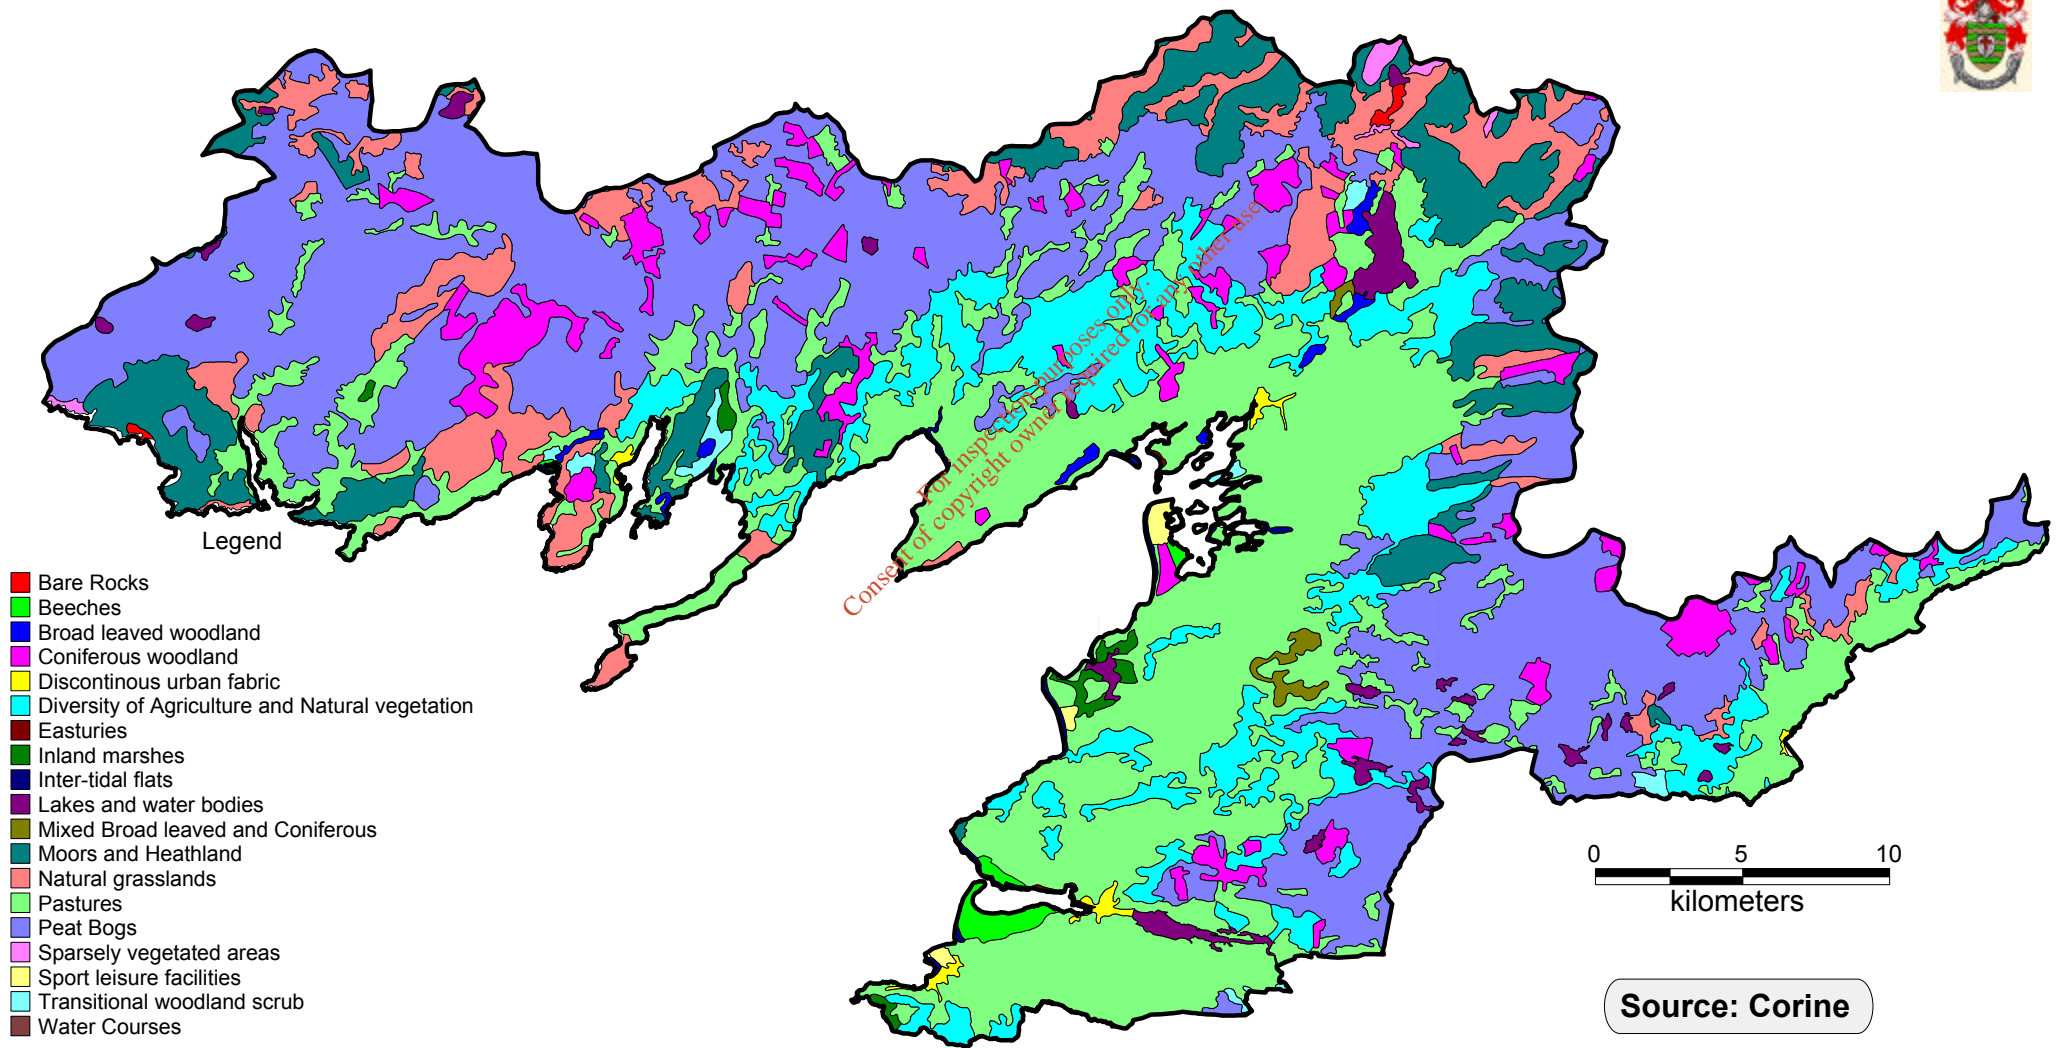 For inspection purposes only.
Consent of copyright owner required for any other use
Legend
Bare Rocks
Beeches
Broad leaved woodland
Coniferous woodland
Discontinous urban fabric
Diversity of Agriculture and Natural vegetation
Easturies
Inland marshes
Inter-tidal flats
Lakes and water bodies
Mixed Broad leaved and Coniferous
Moors and Heathland
Natural grasslands
Pastures
Peat Bogs
Sparsely vegetated areas
Sport leisure facilities
Transitional woodland scrub
Water Courses
0 5 10
kilometers
Source: Corine